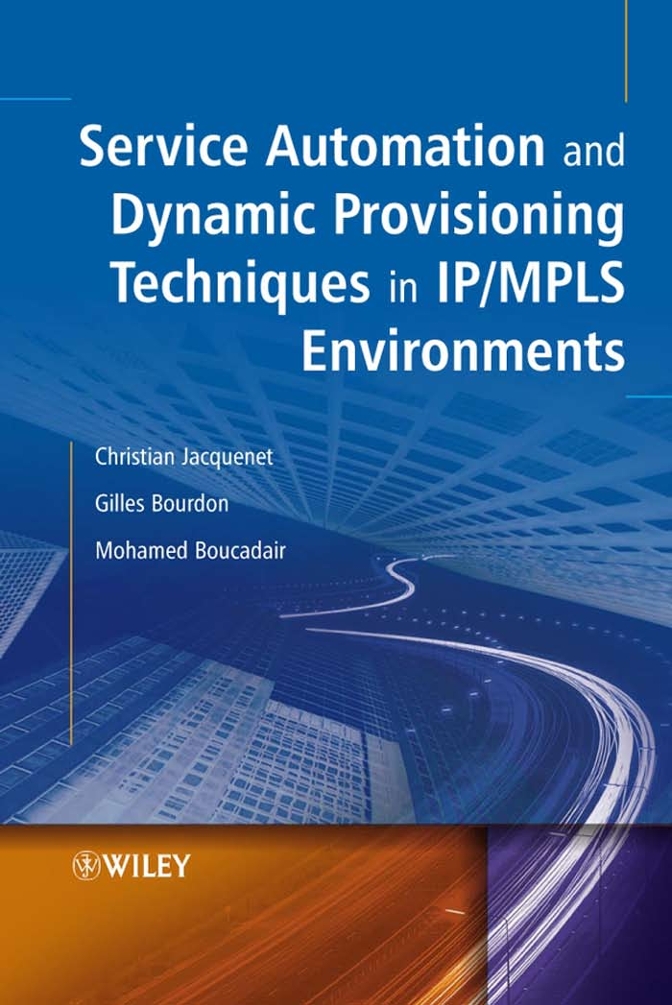 Service Automation and
Dynamic Provisioning
Techniques in IP/MPLS
Environments
Christian Jacquenet
Gilles Bourdon
Mohamed Boucadair
WILEY